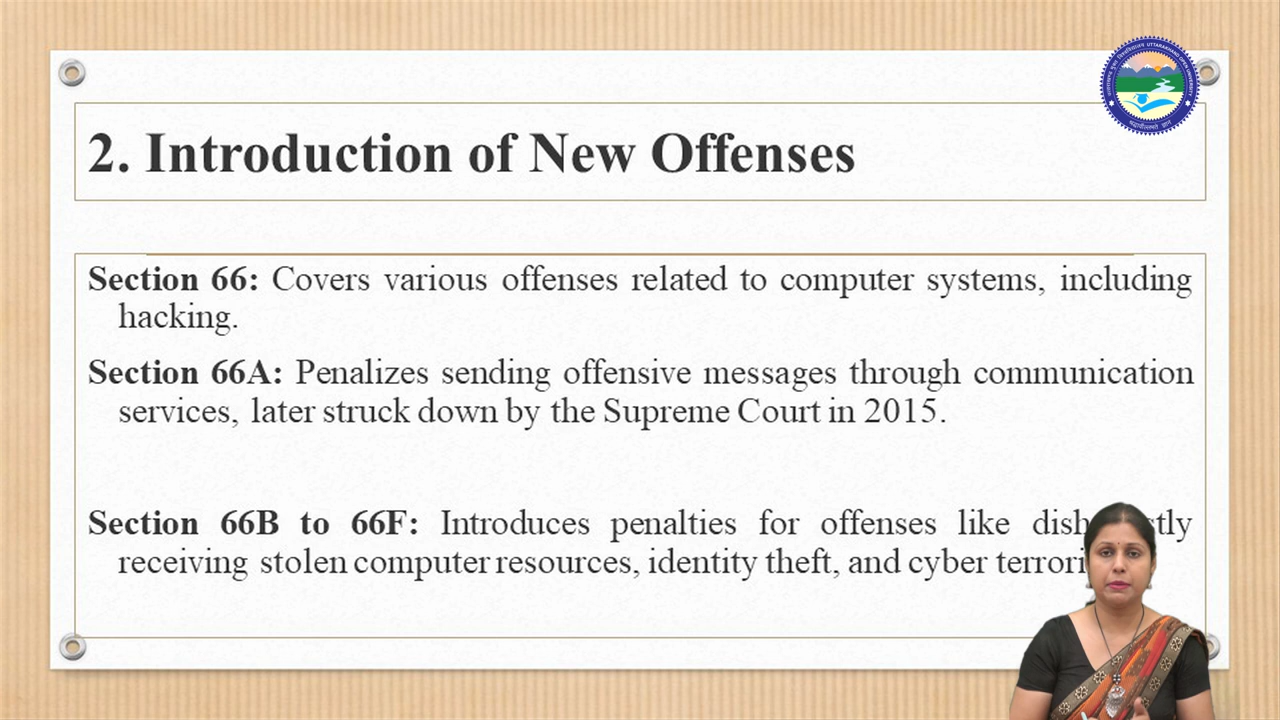 2. Introduction of New Offenses
Section 66: Covers various offenses related to computer systems, including
hacking.
Section 66A: Penalizes sending offensive messages through communication
services, later struck down by the Supreme Court in 2015.
Section 66B to 66F: Introduces penalties for offenses like
receiving stolen computer resources, identity theft, and cyber